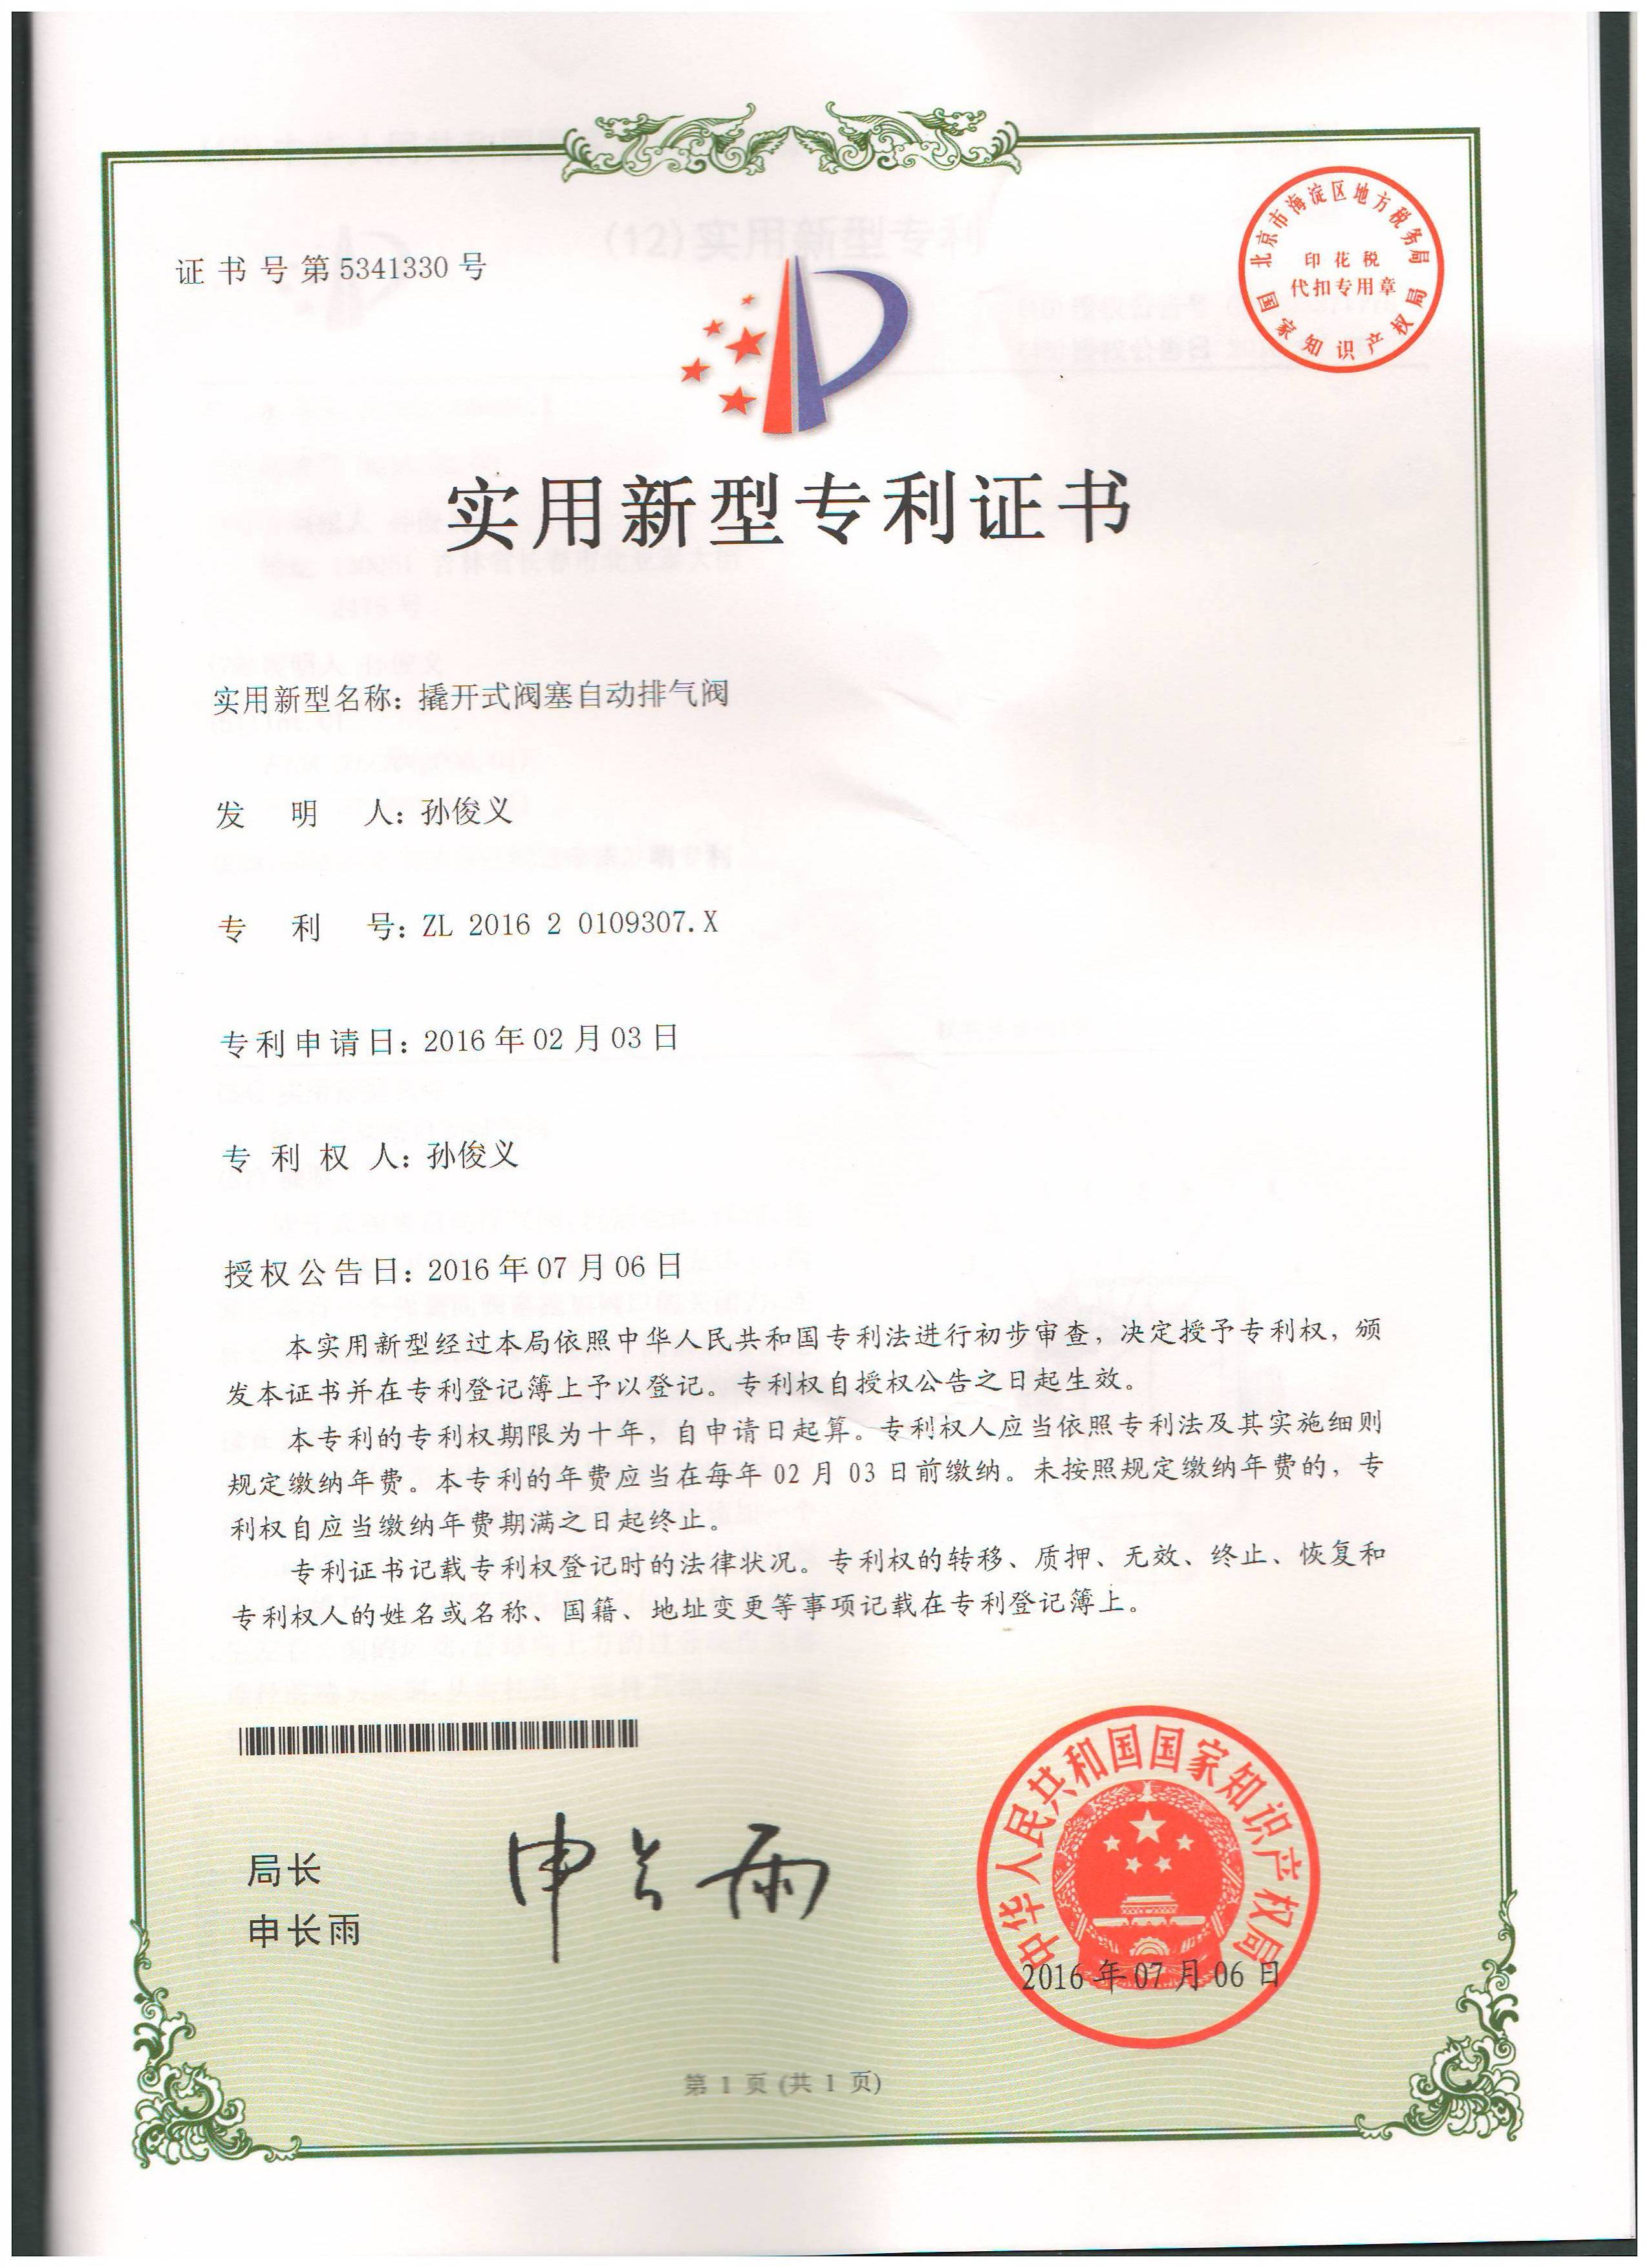 证书号第5341330号
北京市海淀区地方税务局
印花税
代扣专用章
国家知识产权局
实用新型专利证书
实用新型名称：撬开式阀塞自动排气阀
发明人：孙俊义
专利号：ZL 2016 2 0109307.X
专利申请日：2016年02月03日
专利权人：孙俊义
授权公告日：2016年07月06日
本实用新型经过本局依照中华人民共和国专利法进行初步审查，决定授予专利权，颁
发本证书并在专利登记簿上予以登记。专利权自授权公告之日起生效。
本专利的专利权期限为十年，自申请日起算。专利权人应当依照专利法及其实施细则
规定缴纳年费。本专利的年费应当在每年02月03日前缴纳。未按照规定缴纳年费的，专
利权自应当缴纳年费期满之日起终止。
专利证书记载专利权登记时的法律状况。专利权的转移、质押、无效、终止、恢复和
专利权人的姓名或名称、国籍、地址变更等事项记载在专利登记簿上。
局长
申长雨
申长雨
中华人民共和国国家知识产权局
2016年07月06日
第1页(共1页)